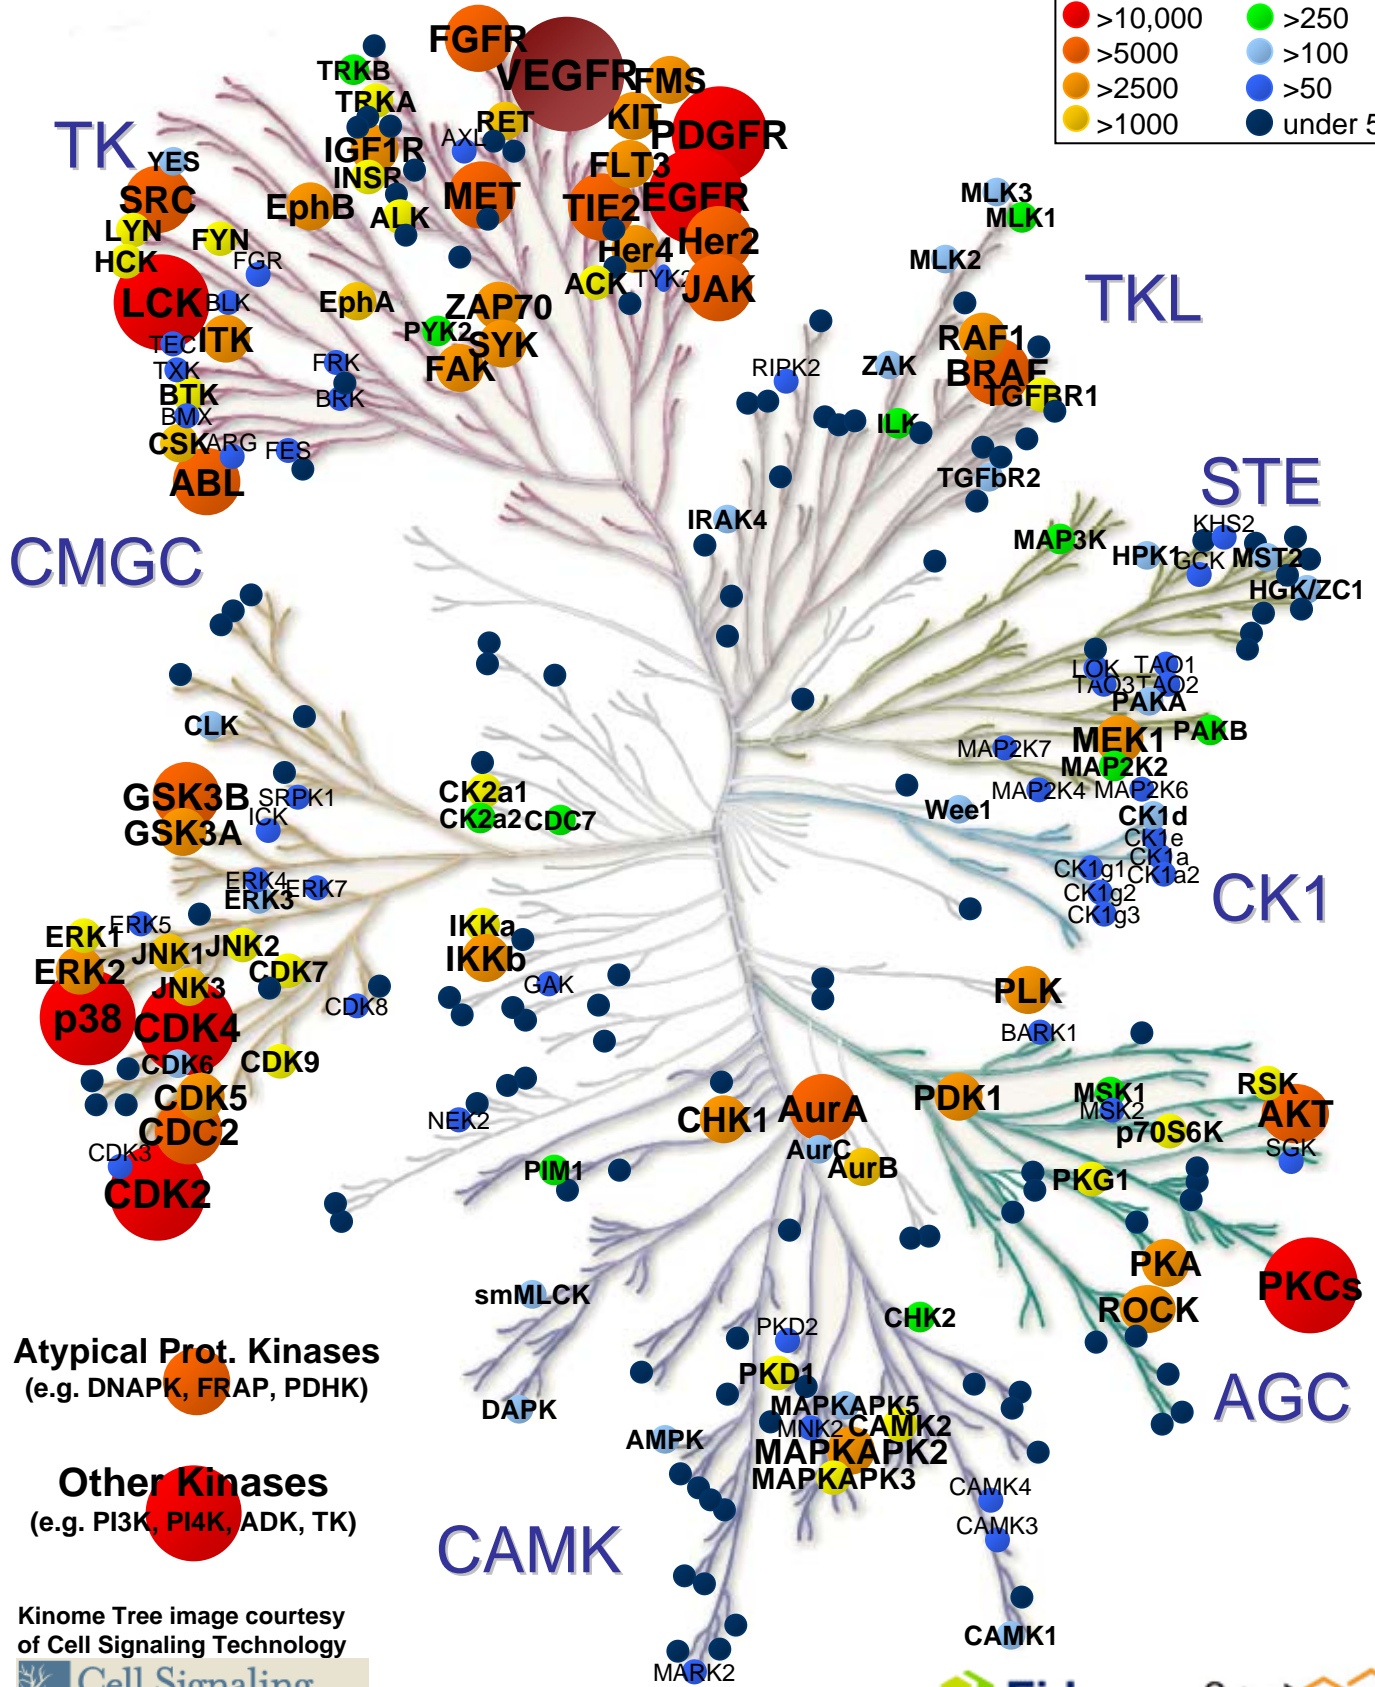 >10,000
>250
>5000
>100
>2500
>50
>1000
under 5
FGFR
VEGFR
TRKB
FMS
TRKA
KIT
RET
PDGFR
TK
AXL
IGF1R
YES
FLT3
INSR
MET
EGFR
MLK3
SRC
EphB
TIE2
MLK1
ALK
LYN
FYN
Her4
Her2
HCK
FGR
MLK2
ACK
TYK2
JAK
TKL
LCK
BLK
EphA
ZAP70
PYK2
SYK
RAF1
TEC
ITK
FRK
FAK
RIPK2
ZAK
BRAF
TXK
BTK
BRK
TGFBR1
BMX
ILK
CSK
ARG
FES
ABL
TGFbR2
STE
IRAK4
KHS2
MAP3K
CMGC
HPK1
GCK
MST2
HGK/ZC1
LOK
TAO1
TAO3
TAO2
PAKA
CLK
PAKB
MEK1
MAP2K7
MAP2K2
GSK3B
SRPK1
CK2a1
MAP2K4
MAP2K6
ICK
CK2a2
CDC7
Wee1
CK1d
GSK3A
CK1e
CK1a
CK1g1
CK1a2
ERK4
ERK7
CK1g2
ERK3
CK1g3
CK1
ERK5
IKKa
ERK1
JNK1
JNK2
IKKb
ERK2
CDK7
JNK3
GAK
PLK
p38
CDK4
CDK8
BARK1
CDK6
CDK9
RSK
CDK5
MSK1
PDK1
AurA
CHK1
MSK2
AKT
CDC2
NEK2
p70S6K
CDK3
AurC
SGK
PIM1
AurB
PKG1
CDK2
PKA
PKCs
smMLCK
ROCK
CHK2
PKD2
Atypical Prot. Kinases
(e.g. DNAPK, FRAP, PDHK)
PKD1
AGC
DAPK
MAPKAPK5
MNK2
CAMK2
AMPK
MAPKAPK2
MAPKAPK3
Other Kinases
(e.g. PI3K, PI4K, ADK, TK)
CAMK4
CAMK3
CAMK
Kinome Tree image courtesy
of Cell Signaling Technology
CAMK1
MARK2
Cell Signaling